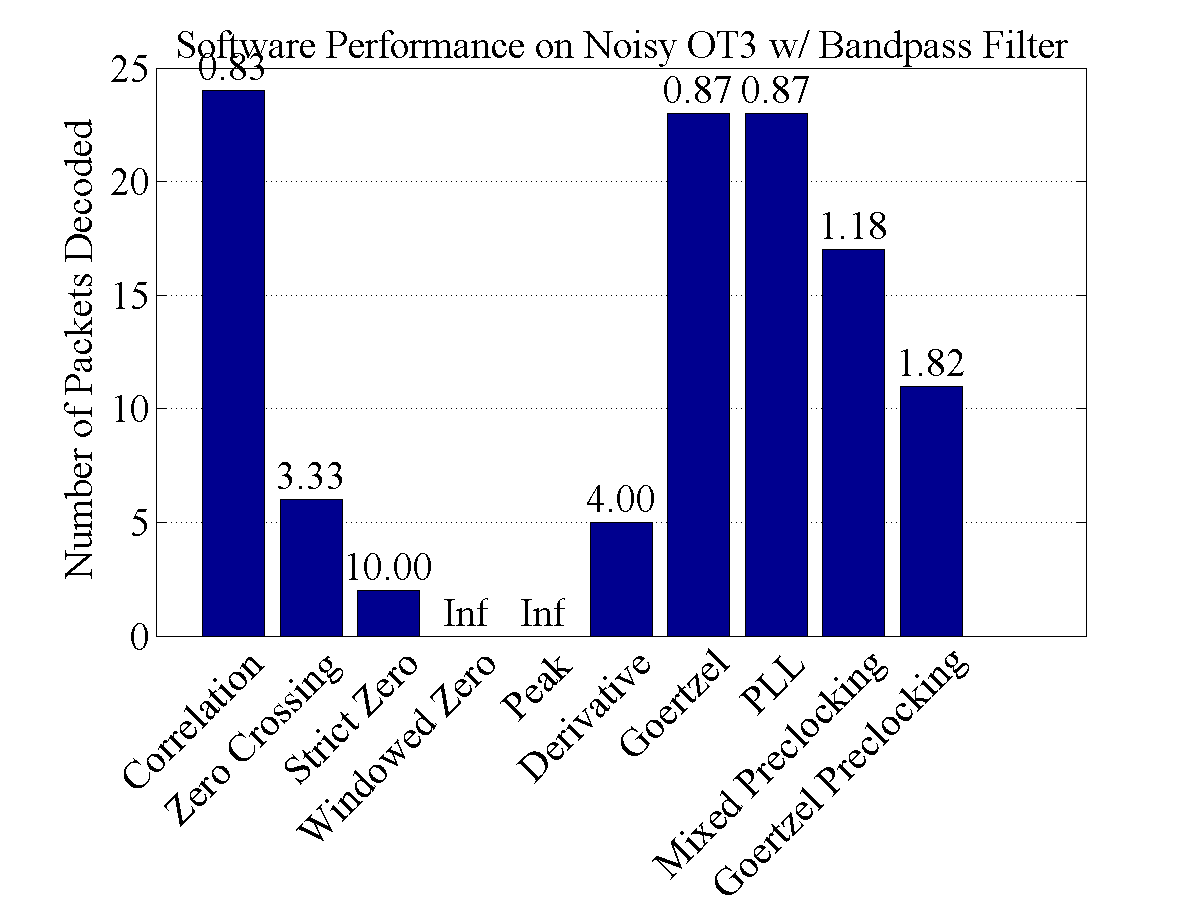 Software Performance on Noisy OT3 w/ Bandpass Filter
Number of Packets Decoded
25
20
15
10
5
0
0.83
3.33
10.00
Inf
Inf
4.00
0.87
0.87
1.18
1.82
Correlation
Zero Crossing
Strict Zero
Windowed Zero
Peak
Derivative
Goertzel
PLL
Mixed Preclocking
Goertzel Preclocking